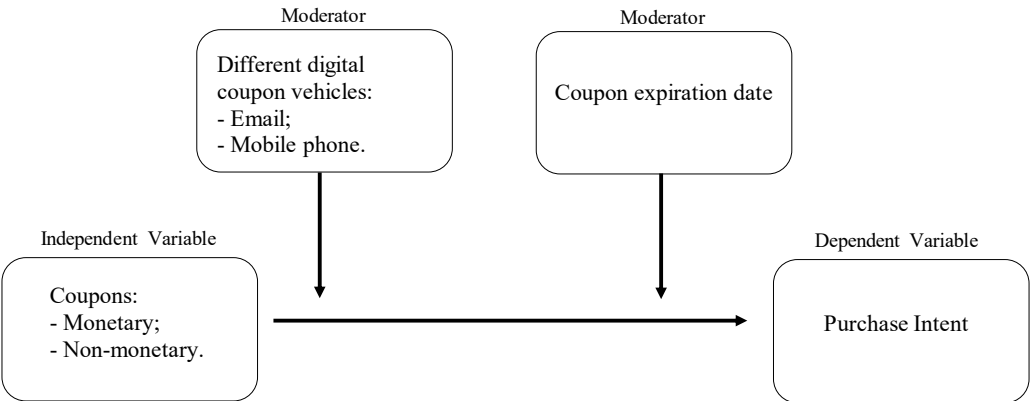 Moderator
Different digital
coupon vehicles:
- Email;
- Mobile phone.
Moderator
Coupon expiration date
Independent Variable
Coupons:
- Monetary;
- Non-monetary.
Dependent Variable
Purchase Intent